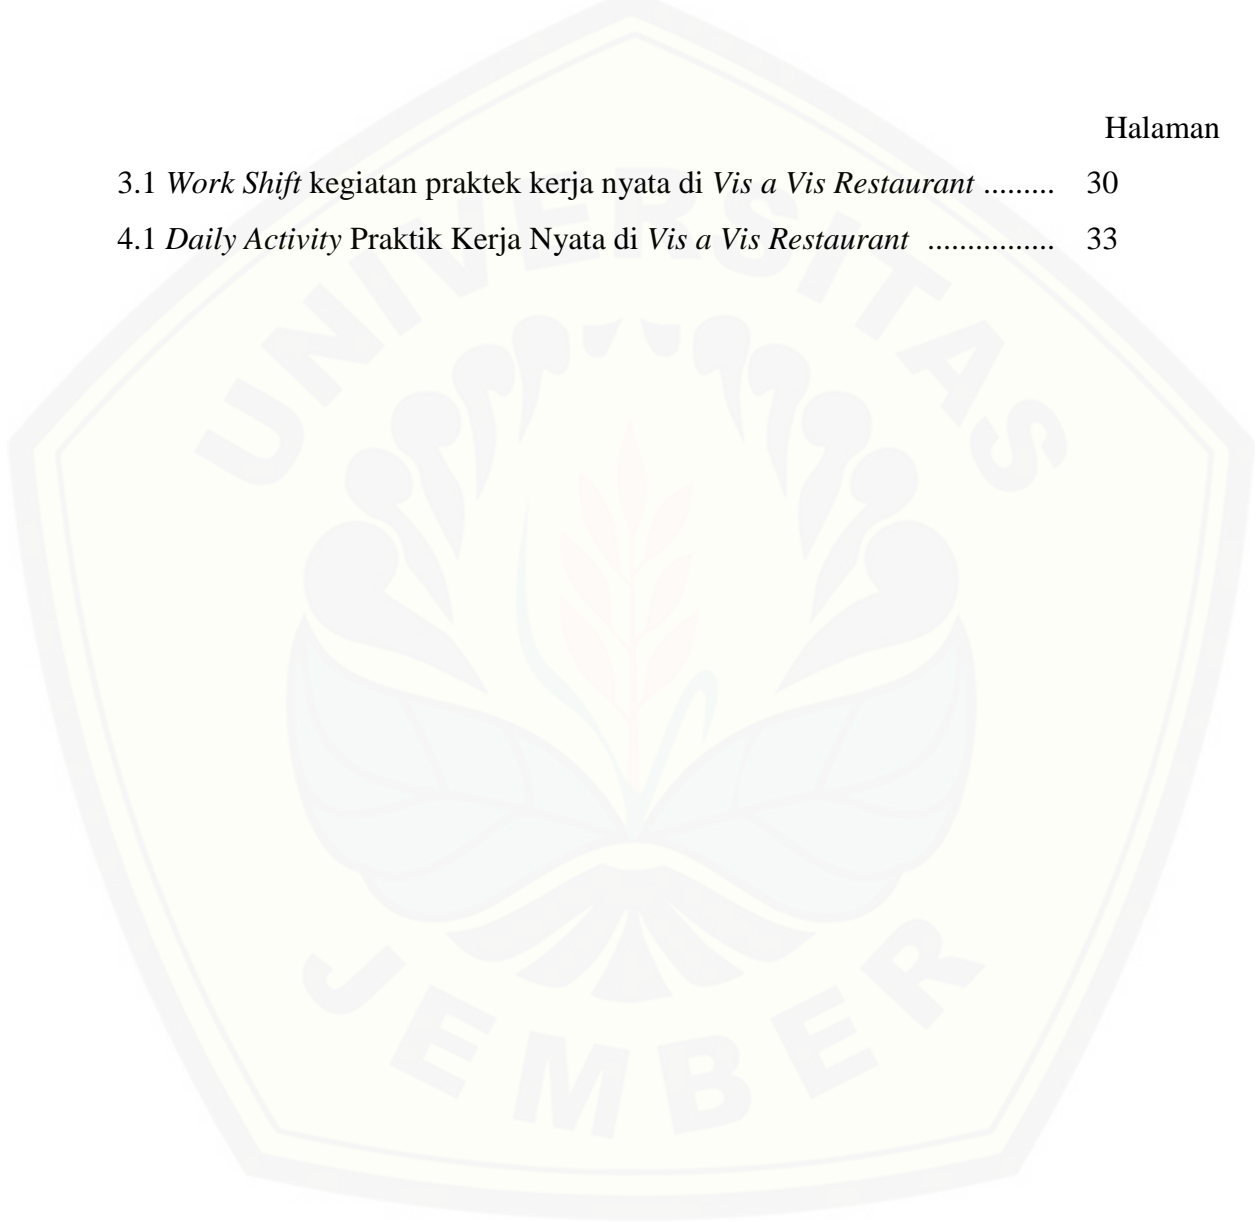 Halaman
3.1 Work Shift kegiatan praktek kerja nyata di Vis a Vis Restaurant ......... 30
4.1 Daily Activity Praktik Kerja Nyata di Vis a Vis Restaurant ................ 33
UNIVERSITAS
JEMBER